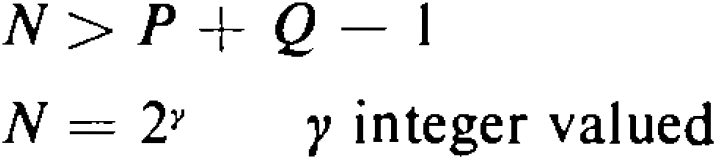 N > P + Q − 1
N = 2^γ γ integer valued